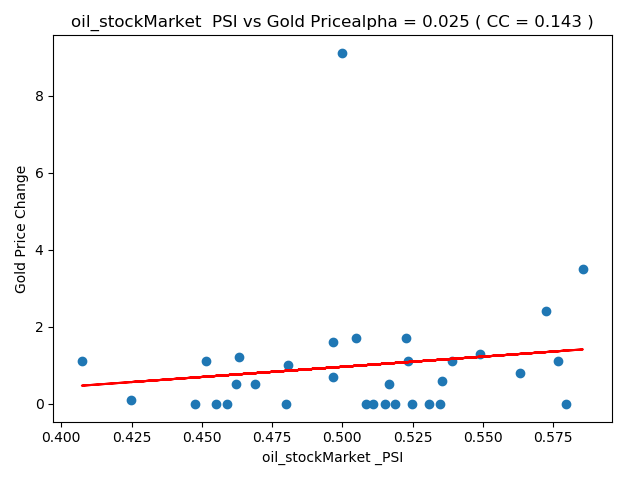 oil_stockMarket  PSI vs Gold Pricealpha = 0.025 ( CC = 0.143 )
Gold Price Change
8
6
4
2
0
0.400 0.425 0.450 0.475 0.500 0.525 0.550 0.575
oil_stockMarket _PSI